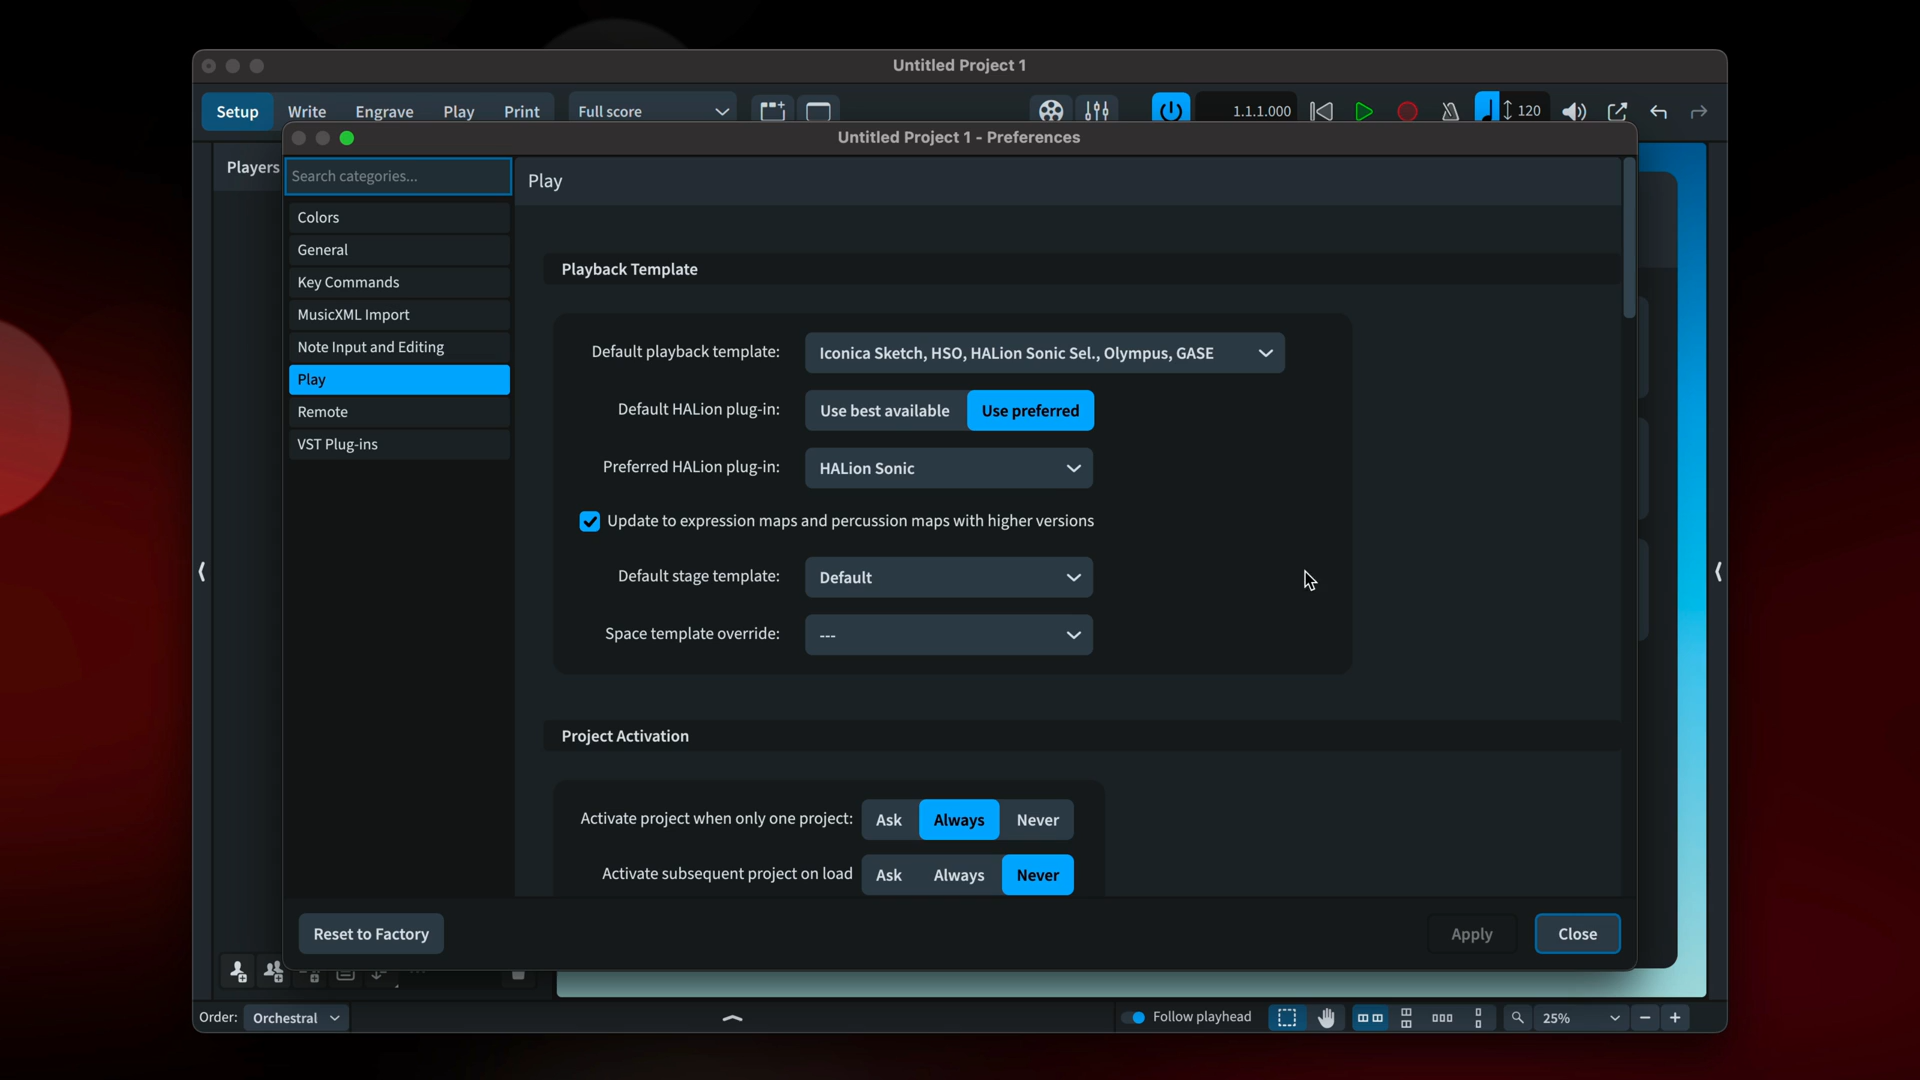 Untitled Project 1
Setup Write Engrave Play Print Full score 1.1.1.000 120
Untitled Project 1 - Preferences
Players
Search categories...
Play
Colors
General
Key Commands
MusicXML Import
Note Input and Editing
Play
Remote
VST Plug-ins
Playback Template
Default playback template: Iconica Sketch, HSO, HALion Sonic Sel., Olympus, GASE
Default HALion plug-in: Use best available Use preferred
Preferred HALion plug-in: HALion Sonic
Update to expression maps and percussion maps with higher versions
Default stage template: Default
Space template override: ---
Project Activation
Activate project when only one project: Ask Always Never
Activate subsequent project on load Ask Always Never
Reset to Factory Apply Close
Order: Orchestral Follow playhead 25%